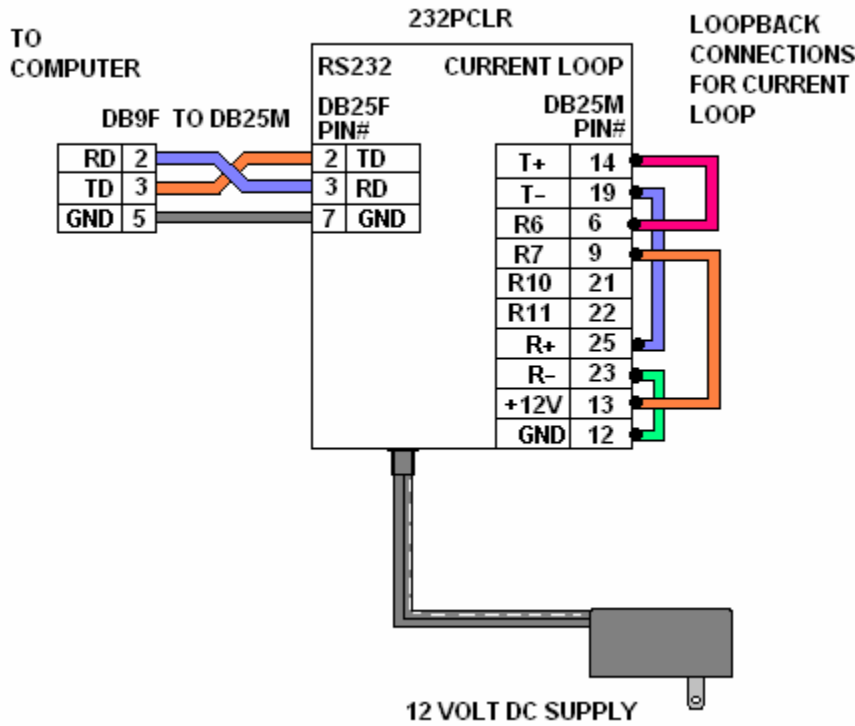 232PCLR
TO
COMPUTER
LOOPBACK
CONNECTIONS
FOR CURRENT
LOOP
RS232 CURRENT LOOP
DB9F TO DB25M
DB25F
PIN#
DB25M
PIN#
RD 2
TD 3
GND 5
2 TD
3 RD
7 GND
T+ 14
T- 19
R6 6
R7 9
R10 21
R11 22
R+ 25
R- 23
+12V 13
GND 12
12 VOLT DC SUPPLY